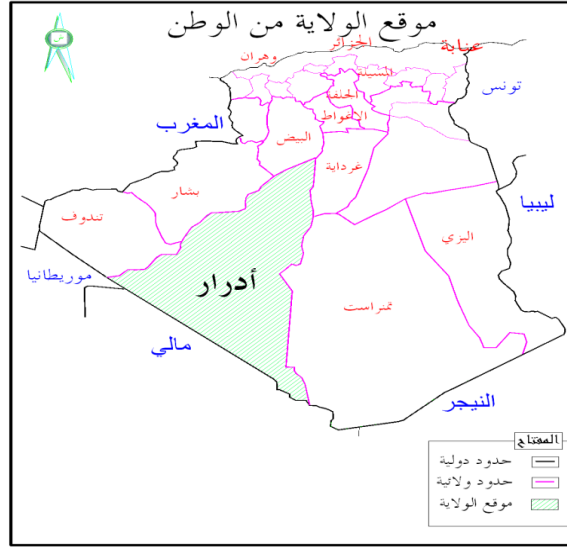 موقع الولاية من الوطن
ش
الجزائر
عنابة
وهران
المسيلة
تونس
الجلفة
الاغواط
المغرب
البيض
غرداية
ليبيا
بشار
تندوف
اليزي
موريطانيا
أدرار
تمنراست
مالي
النيجر
المفتاح
حدود دولية
حدود ولائية
موقع الولاية